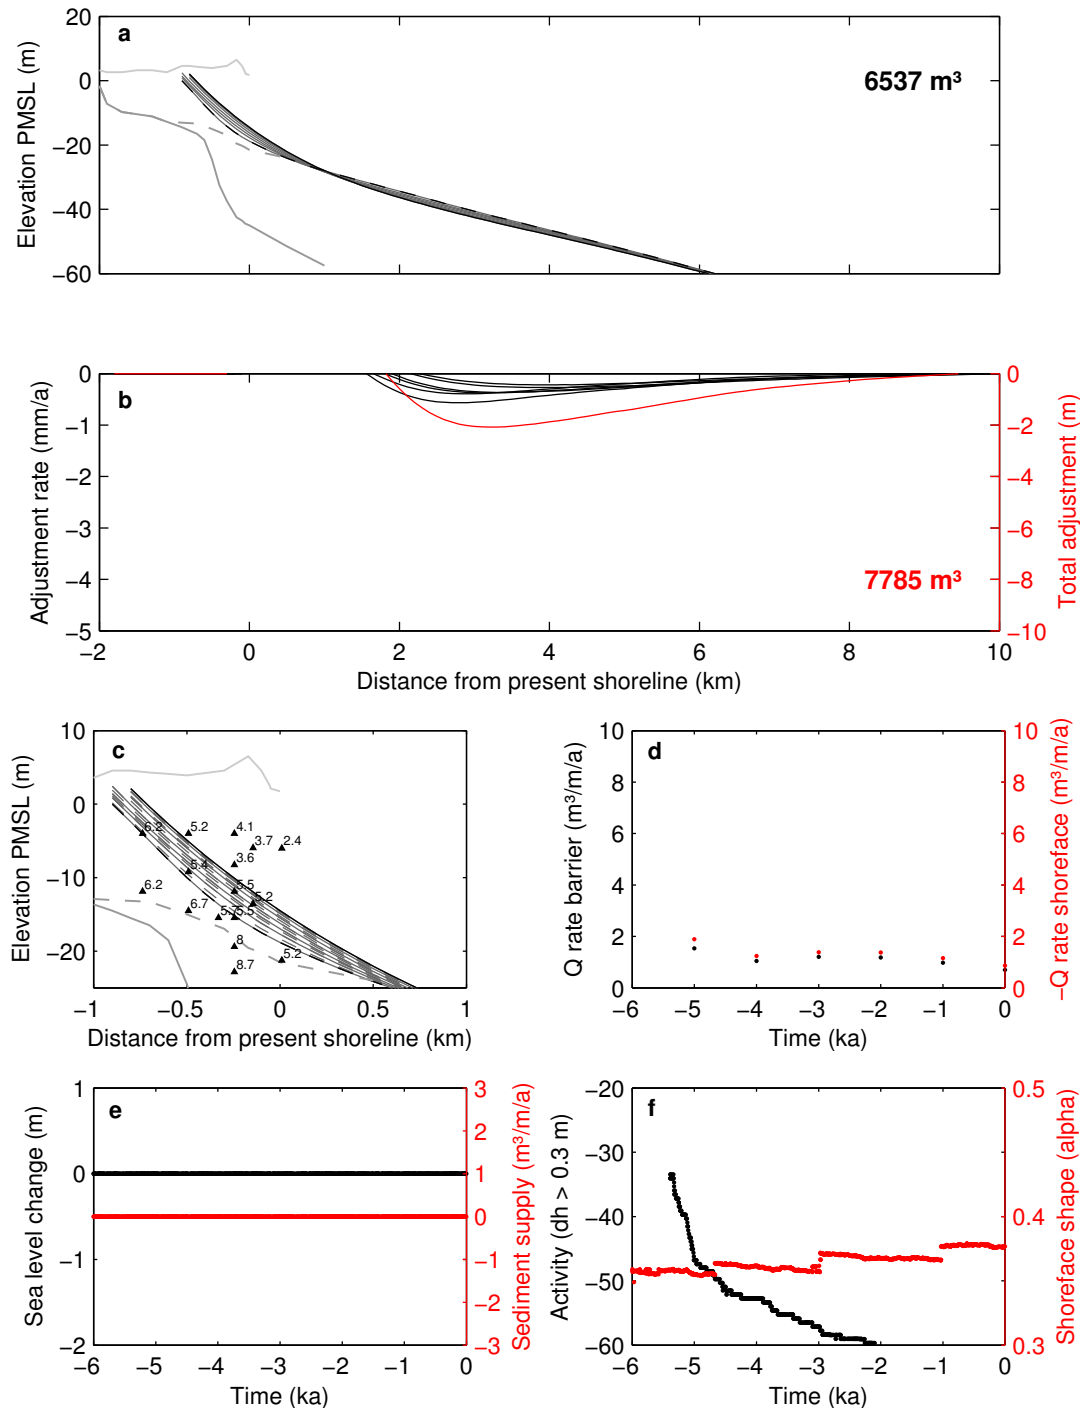 a
20
0
−20
−40
−60
Elevation PMSL (m)
6537 m³
b
0
−1
−2
−3
−4
−5
Adjustment rate (mm/a)
0
−2
−4
−6
−8
−10
Total adjustment (m)
7785 m³
−2 0 2 4 6 8 10
Distance from present shoreline (km)
c
10
0
−10
−20
Elevation PMSL (m)
6.2 5.2 4.1
3.7 2.4
5.4 3.6
6.2 5.5 5.2
6.7 5.7 5.5
8 5.2
8.7
−1 −0.5 0 0.5 1
Distance from present shoreline (km)
d
10
8
6
4
2
0
Q rate barrier (m³/m/a)
10
8
6
4
2
0
−Q rate shoreface (m³/m/a)
−6 −5 −4 −3 −2 −1 0
Time (ka)
e
1
0
−1
−2
Sea level change (m)
3
2
1
0
−1
−2
−3
Sediment supply (m³/m/a)
−6 −5 −4 −3 −2 −1 0
Time (ka)
f
−20
−30
−40
−50
−60
Activity (dh > 0.3 m)
0.5
0.4
0.3
Shoreface shape (alpha)
−6 −5 −4 −3 −2 −1 0
Time (ka)